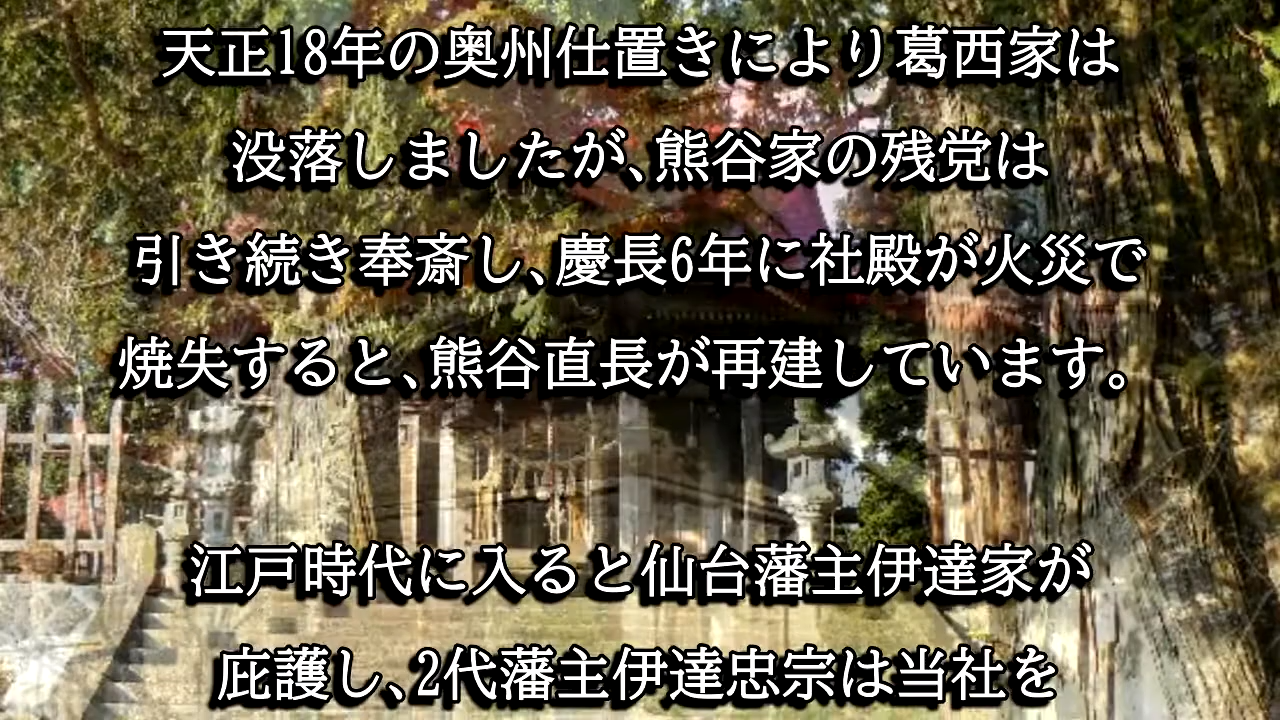 天正18年の奥州仕置きにより葛西家は
没落しましたが、熊谷家の残党は
引き続き奉斎し、慶長6年に社殿が火災で
焼失すると、熊谷直長が再建しています。
江戸時代に入ると仙台藩主伊達家が
庇護し、2代藩主伊達忠宗は当社を